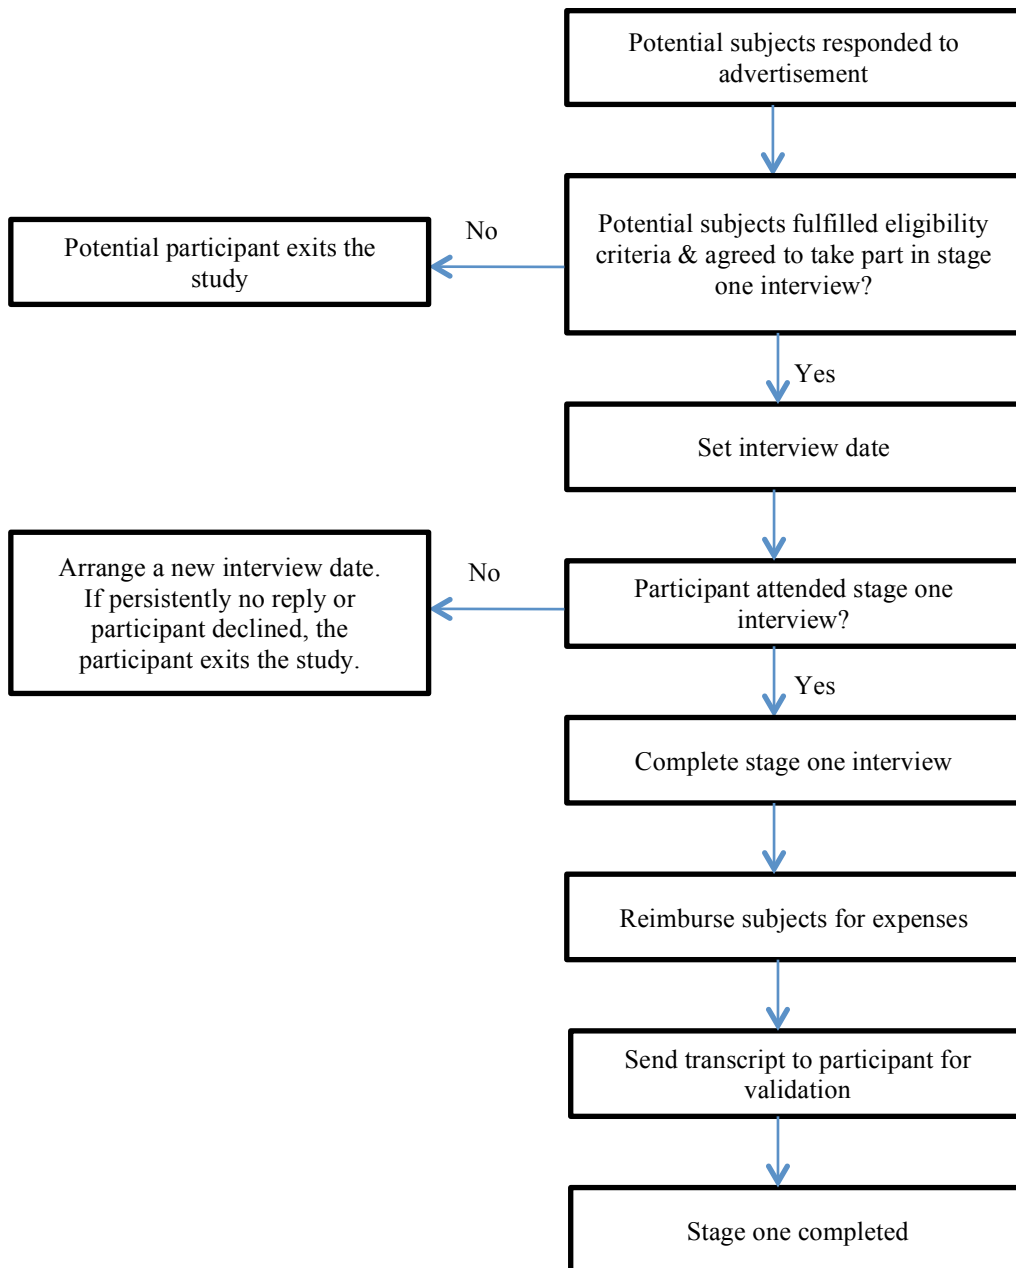 Potential subjects responded to
advertisement
Potential subjects fulfilled eligibility
criteria & agreed to take part in stage
one interview?
No
Potential participant exits the
study
Yes
Set interview date
Participant attended stage one
interview?
No
Arrange a new interview date.
If persistently no reply or
participant declined, the
participant exits the study.
Yes
Complete stage one interview
Reimburse subjects for expenses
Send transcript to participant for
validation
Stage one completed